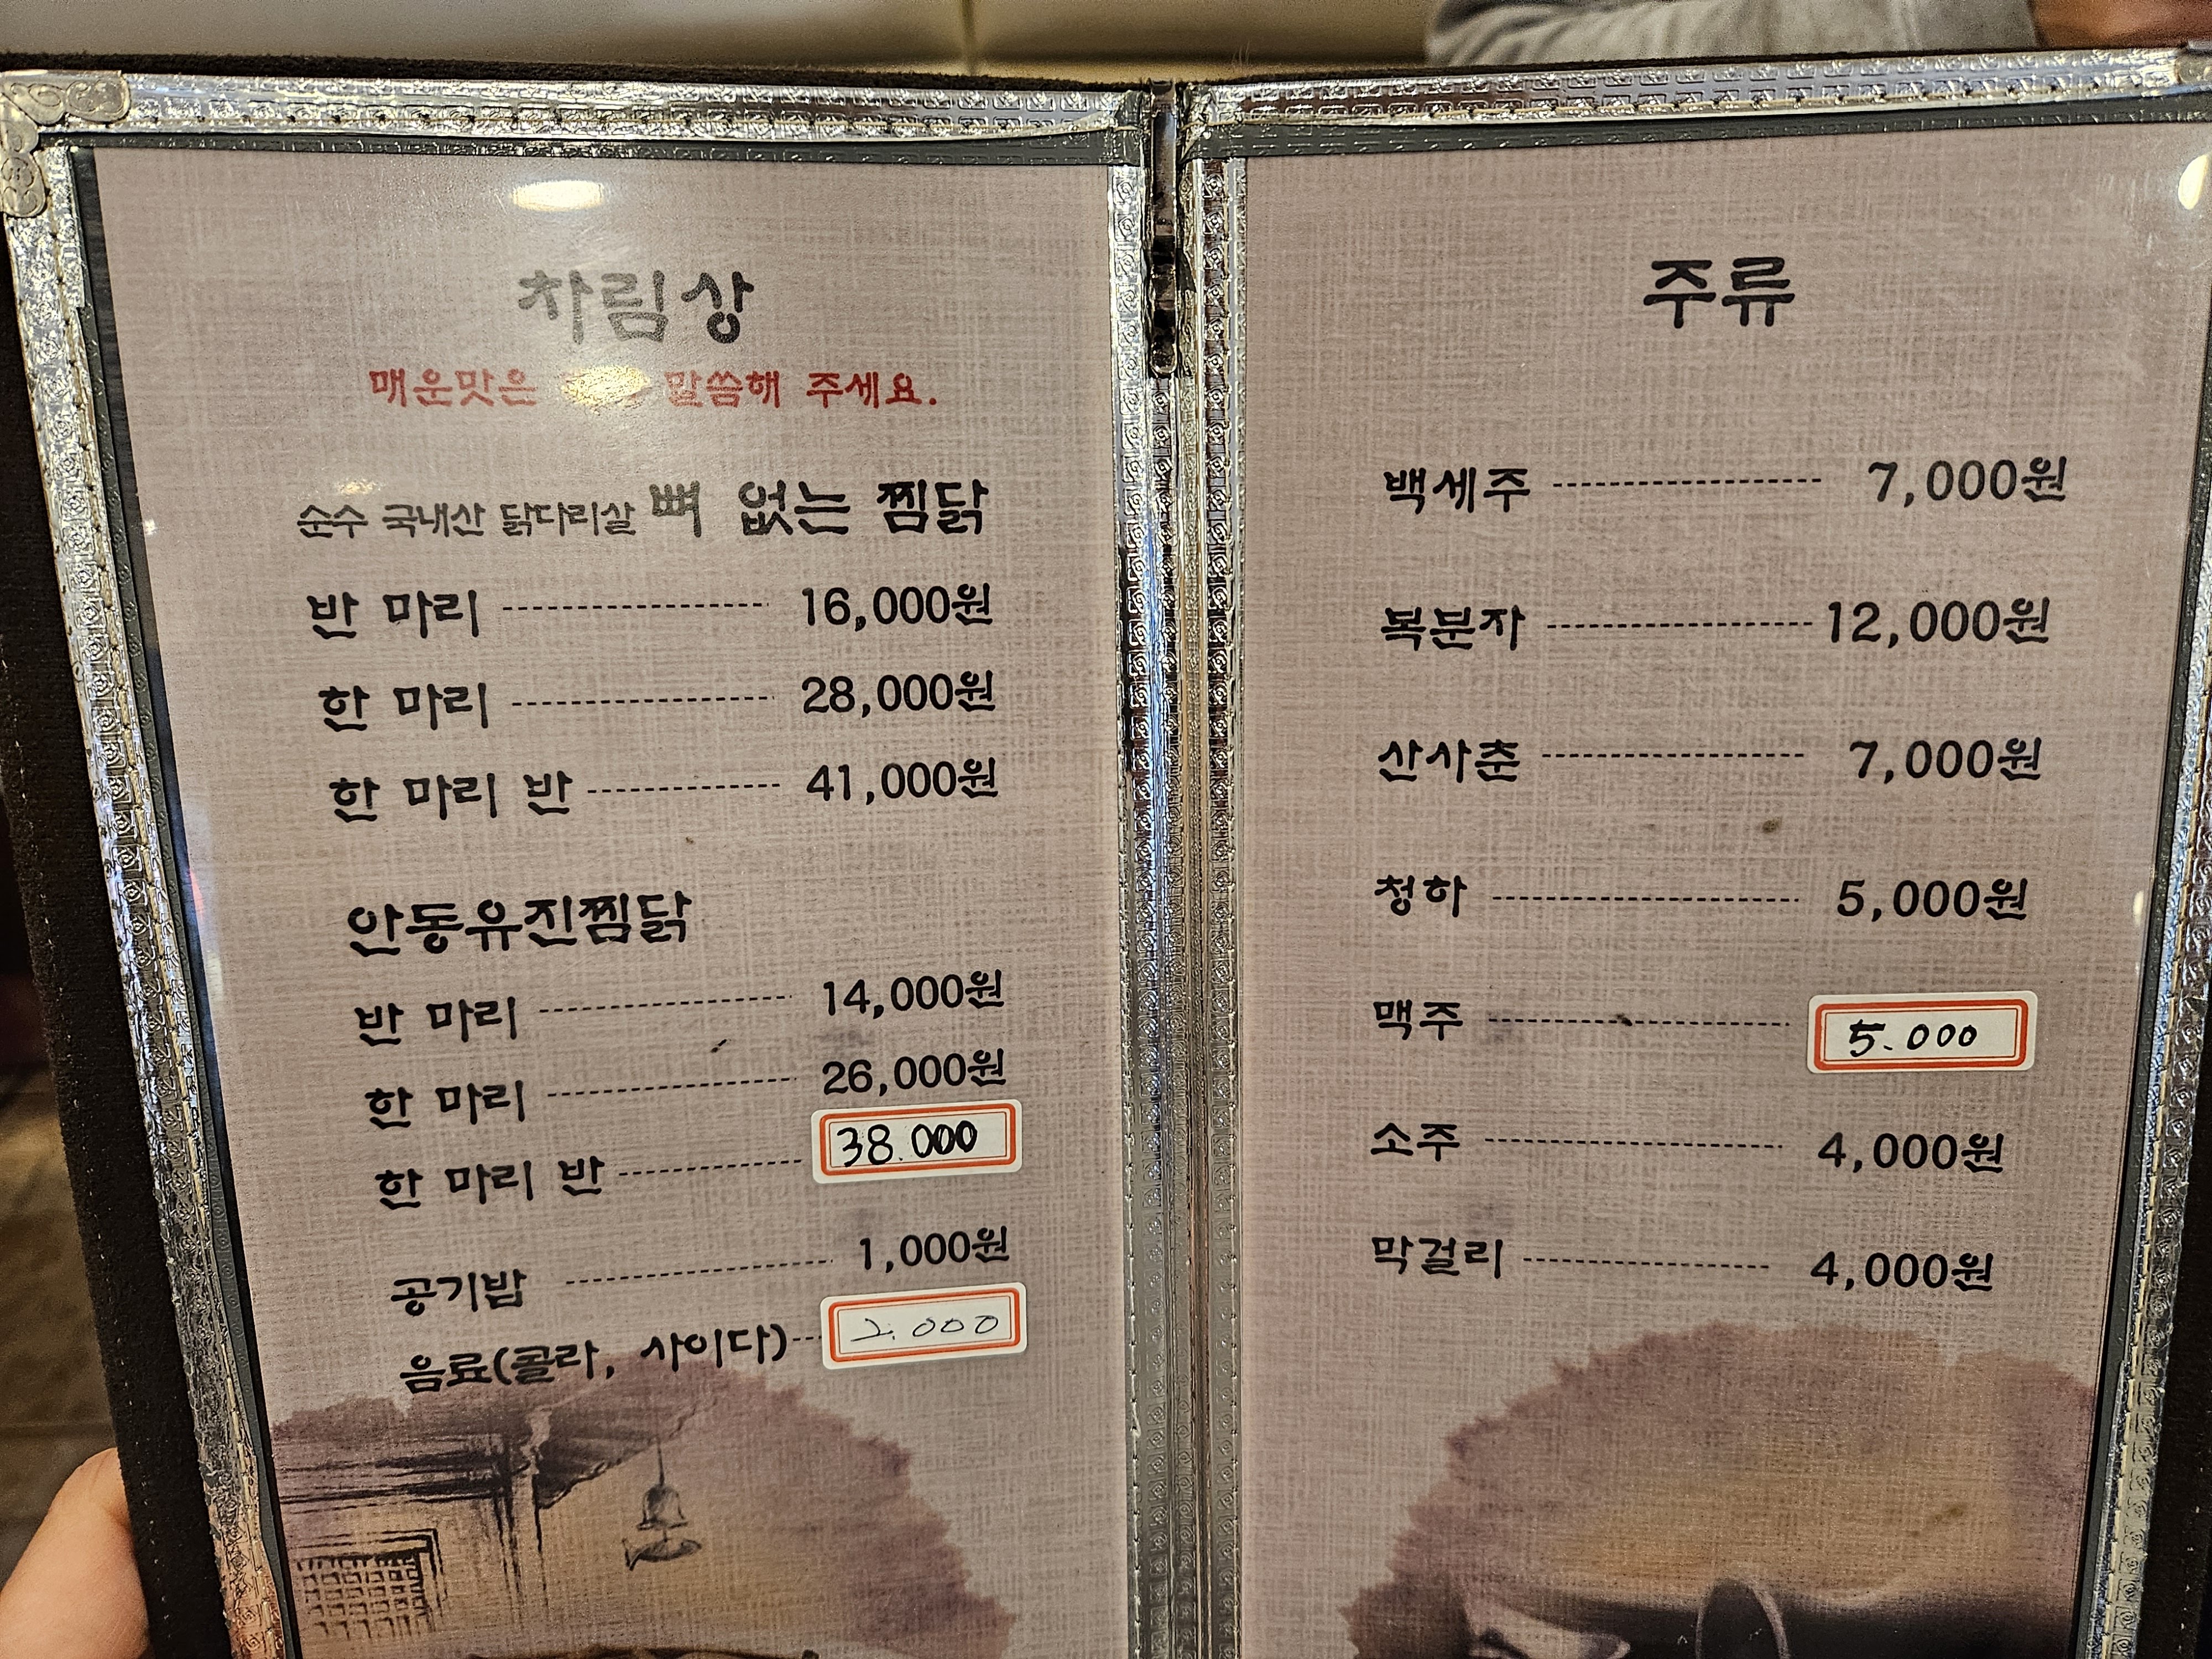 차림상
매운맛은 말씀해 주세요.
순수 국내산 닭다리살 뼈 없는 찜닭
반 마리 16,000원
한 마리 28,000원
한 마리 반 41,000원
안동유진찜닭
반 마리 14,000원
한 마리 26,000원
한 마리 반 38.000
공기밥 1,000원
음료(콜라, 사이다) 2.000
주류
백세주 7,000원
복분자 12,000원
산사춘 7,000원
청하 5,000원
맥주 5.000
소주 4,000원
막걸리 4,000원